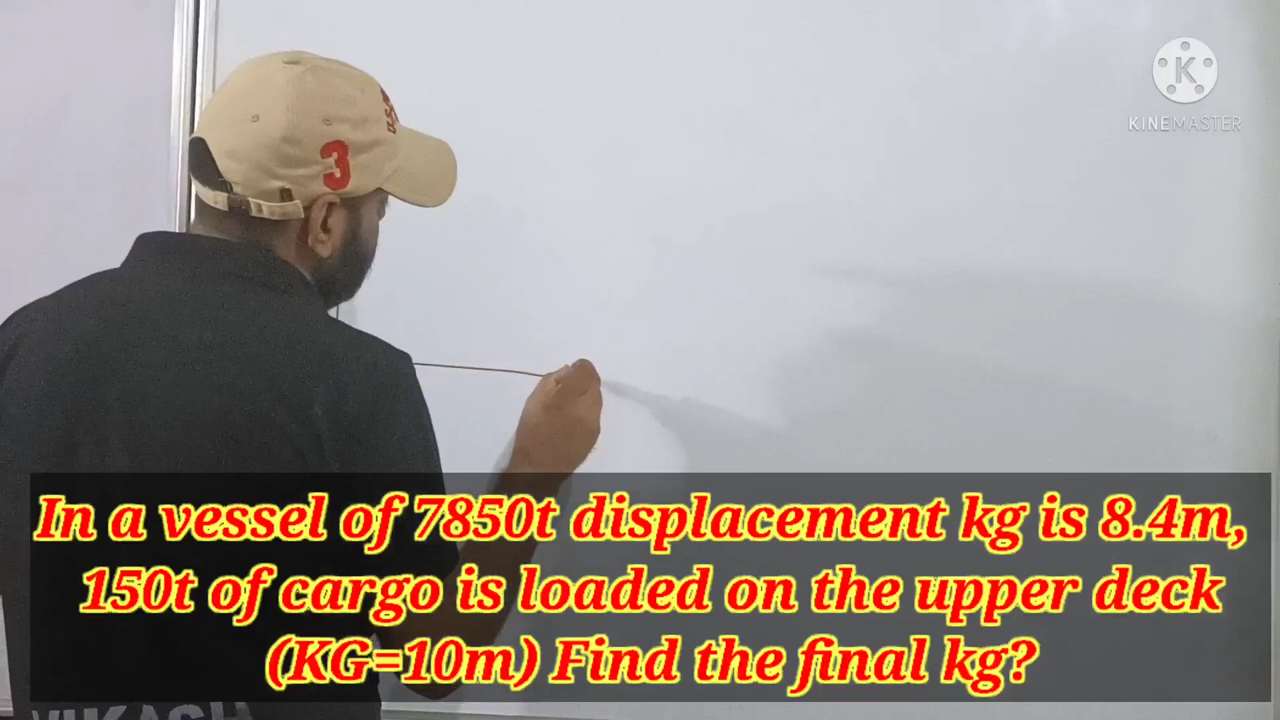 U.S.
3
K
KINEMASTER
In a vessel of 7850t displacement kg is 8.4m,
150t of cargo is loaded on the upper deck
(KG=10m) Find the final kg?